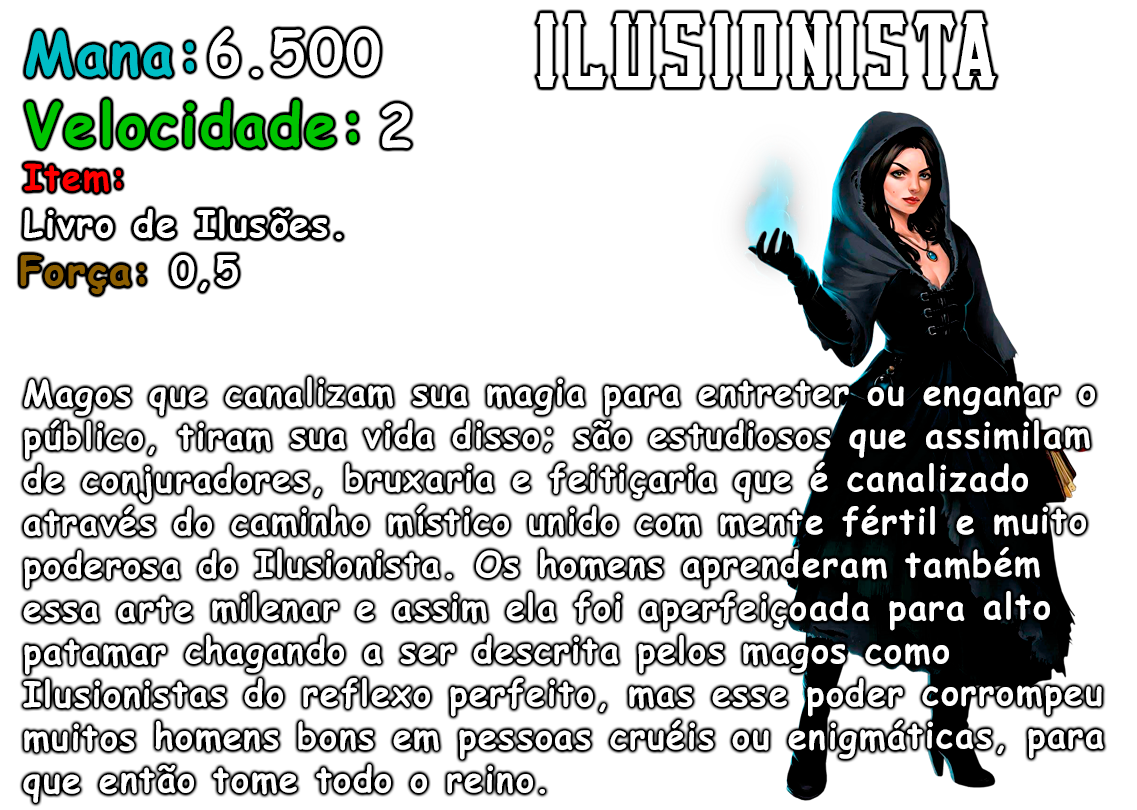 ILUSIONISTA
Mana: 6.500
Velocidade: 2
Item:
Livro de Ilusões.
Força: 0,5
Magos que canalizam sua magia para entreter ou enganar o
público, tiram sua vida disso; são estudiosos que assimilam
de conjuradores, bruxaria e feitiçaria que é canalizado
através do caminho místico unido com mente fértil e muito
poderosa do Ilusionista. Os homens aprenderam também
essa arte milenar e assim ela foi aperfeiçoada para alto
patamar chagando a ser descrita pelos magos como
Ilusionistas do reflexo perfeito, mas esse poder corrompeu
muitos homens bons em pessoas cruéis ou enigmáticas, para
que então tome todo o reino.